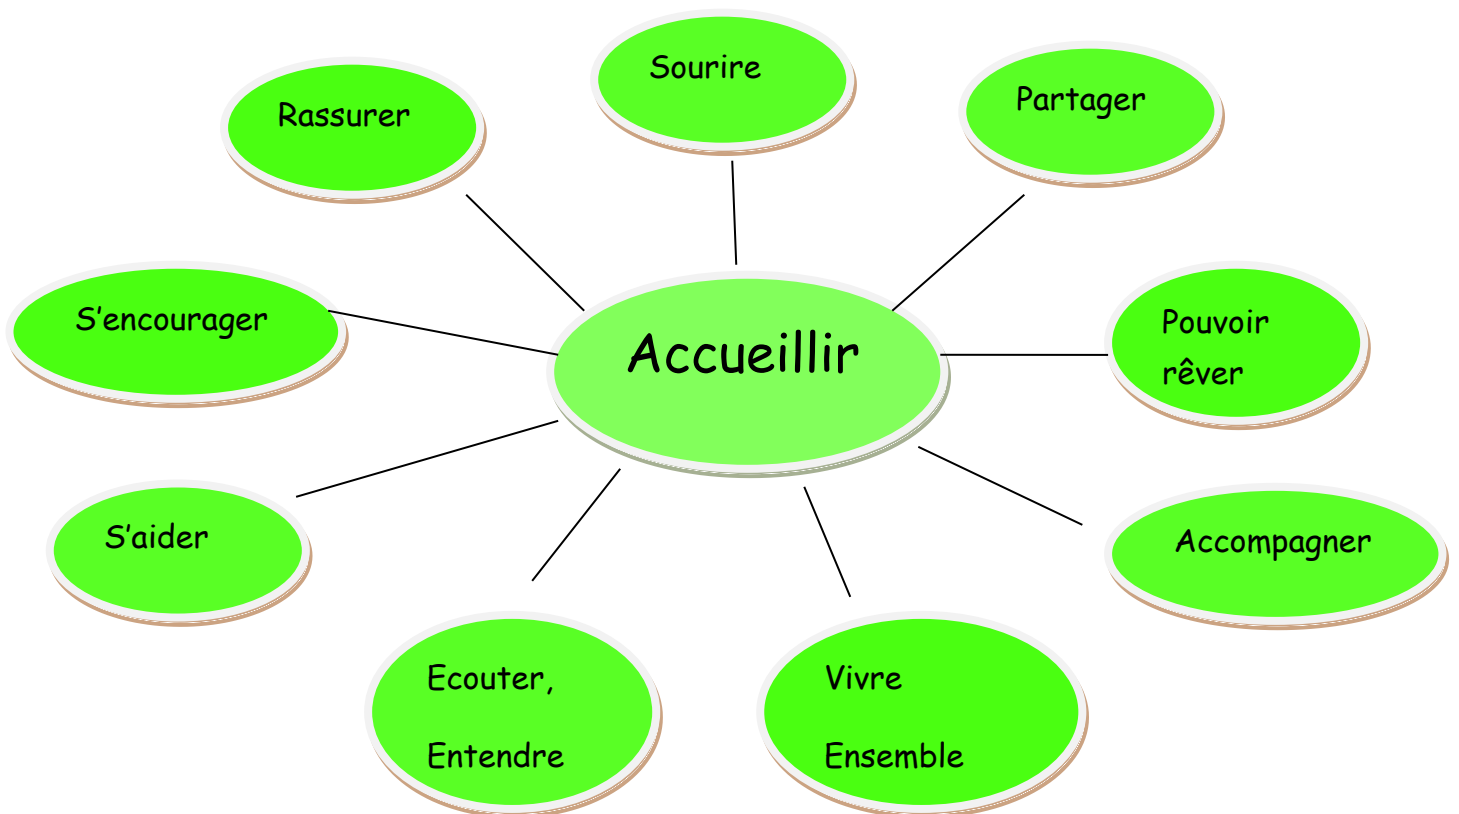 Sourire
Partager
Rassurer
S'encourager
Accueillir
Pouvoir
rêver
S'aider
Accompagner
Ecouter,
Entendre
Vivre
Ensemble